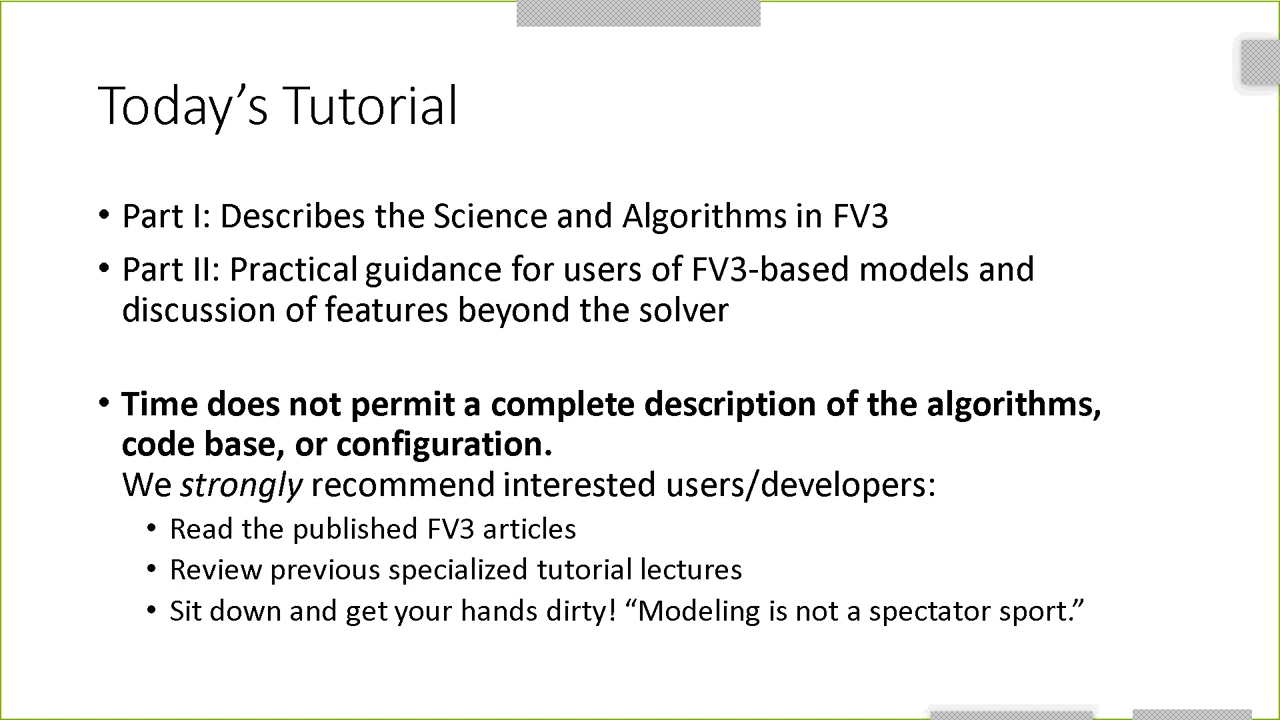 Today’s Tutorial
• Part I: Describes the Science and Algorithms in FV3
• Part II: Practical guidance for users of FV3-based models and
discussion of features beyond the solver
• Time does not permit a complete description of the algorithms,
code base, or configuration.
We strongly recommend interested users/developers:
• Read the published FV3 articles
• Review previous specialized tutorial lectures
• Sit down and get your hands dirty! “Modeling is not a spectator sport.”